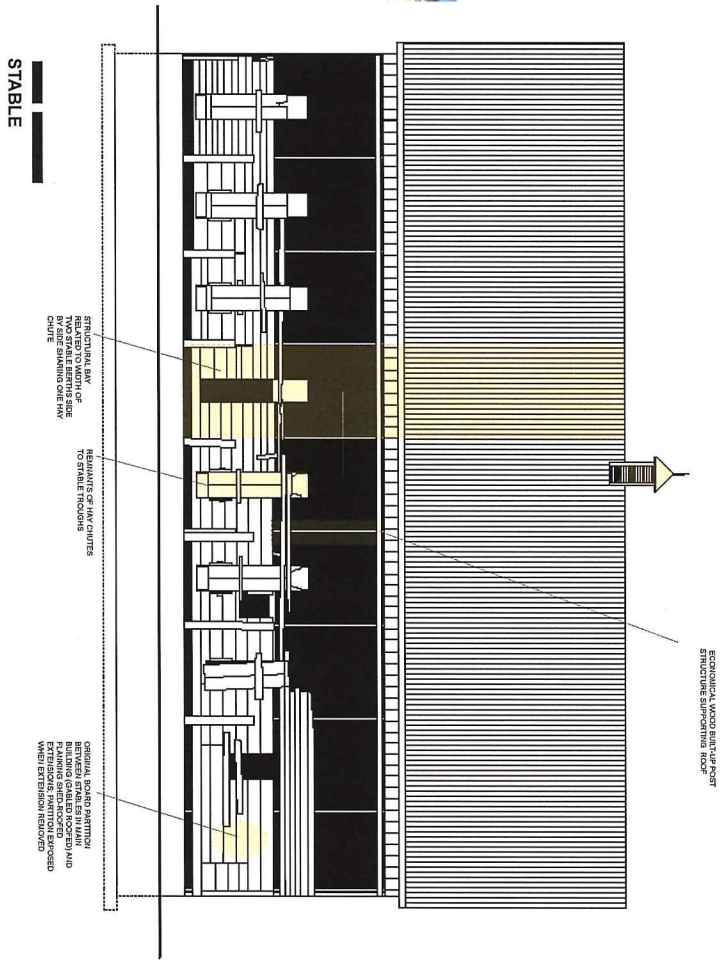 ECONOMICAL WOOD BUILT-UP POST
STRUCTURE SUPPORTING ROOF
STRUCTURAL BAY
RELATED TO WIDTH OF
TWO STABLE BERTHS SIDE
BY SIDE SHARING ONE HAY
CHUTE
REMNANTS OF HAY CHUTES
TO STABLE TROUGHS
ORIGINAL BOARD PARTITION
BETWEEN STABLES IN MAIN
BUILDING (GABLED ROOFED) AND
FLANKING SHED-ROOFED
EXTENSIONS; PARTITION EXPOSED
WHEN EXTENSION REMOVED
STABLE